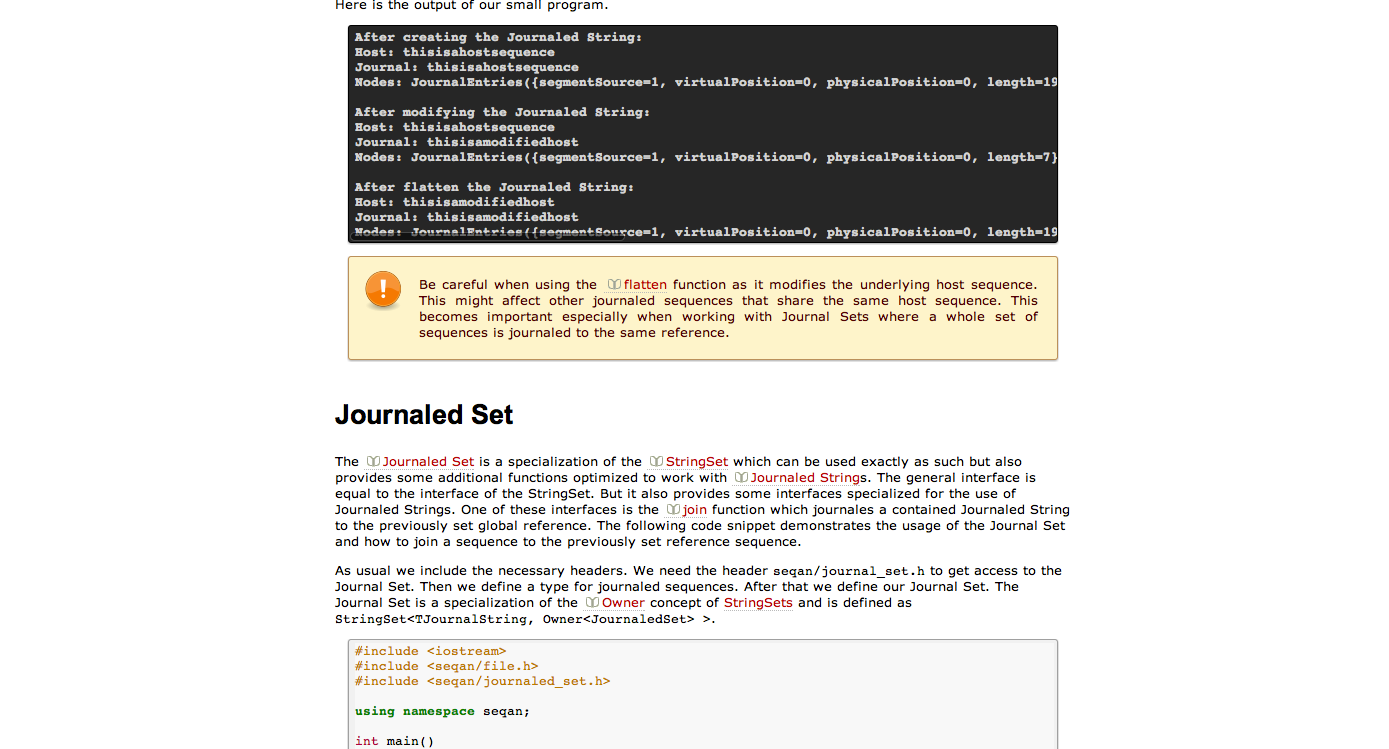 Here is the output of our small program.
After creating the Journaled String:
Host: thisisahostsequence
Journal: thisisahostsequence
Nodes: JournalEntries({segmentSource=1, virtualPosition=0, physicalPosition=0, length=19
After modifying the Journaled String:
Host: thisisahostsequence
Journal: thisisamodifiedhost
Nodes: JournalEntries({segmentSource=1, virtualPosition=0, physicalPosition=0, length=7}
After flatten the Journaled String:
Host: thisisamodifiedhost
Journal: thisisamodifiedhost
Nodes: JournalEntries({segmentSource=1, virtualPosition=0, physicalPosition=0, length=19
Be careful when using the flatten function as it modifies the underlying host sequence.
This might affect other journaled sequences that share the same host sequence. This
becomes important especially when working with Journal Sets where a whole set of
sequences is journaled to the same reference.
Journaled Set
The Journaled Set is a specialization of the StringSet which can be used exactly as such but also
provides some additional functions optimized to work with Journaled Strings. The general interface is
equal to the interface of the StringSet. But it also provides some interfaces specialized for the use of
Journaled Strings. One of these interfaces is the join function which journales a contained Journaled String
to the previously set global reference. The following code snippet demonstrates the usage of the Journal Set
and how to join a sequence to the previously set reference sequence.
As usual we include the necessary headers. We need the header seqan/journal_set.h to get access to the
Journal Set. Then we define a type for journaled sequences. After that we define our Journal Set. The
Journal Set is a specialization of the Owner concept of StringSets and is defined as
StringSet<TJournalString, Owner<JournaledSet> >.
#include <iostream>
#include <seqan/file.h>
#include <seqan/journaled_set.h>
using namespace seqan;
int main()